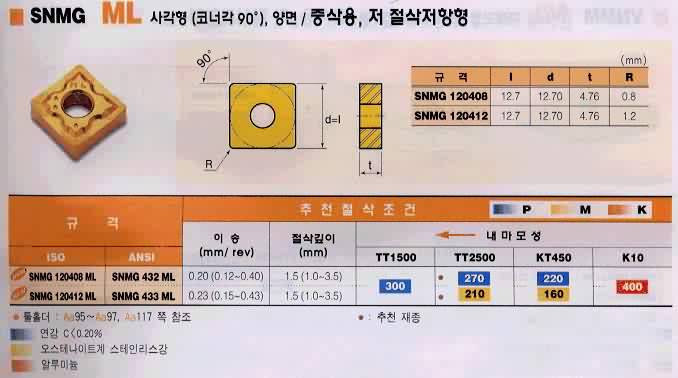 SNMG ML 사각형 (코너각 90°), 양면 / 중삭용, 저 절삭저항형
90°
R
d=l
t
(mm)
규 격 l d t R
SNMG 120408 12.7 12.70 4.76 0.8
SNMG 120412 12.7 12.70 4.76 1.2
규 격 추천절삭조건 P M K
이 송 (mm/ rev) 절삭깊이 (mm) 내 마 모 성
ISO ANSI TT1500 TT2500 KT450 K10
SNMG 120408 ML SNMG 432 ML 0.20 (0.12~0.40) 1.5 (1.0~3.5) 300 270 220 400
SNMG 120412 ML SNMG 433 ML 0.23 (0.15~0.43) 1.5 (1.0~3.5) 210 160
● 툴홀더 : Aa95~Aa97, Aa117 쪽 참조 ● : 추천 재종
연강 C<0.20%
오스테나이트계 스테인리스강
알루미늄